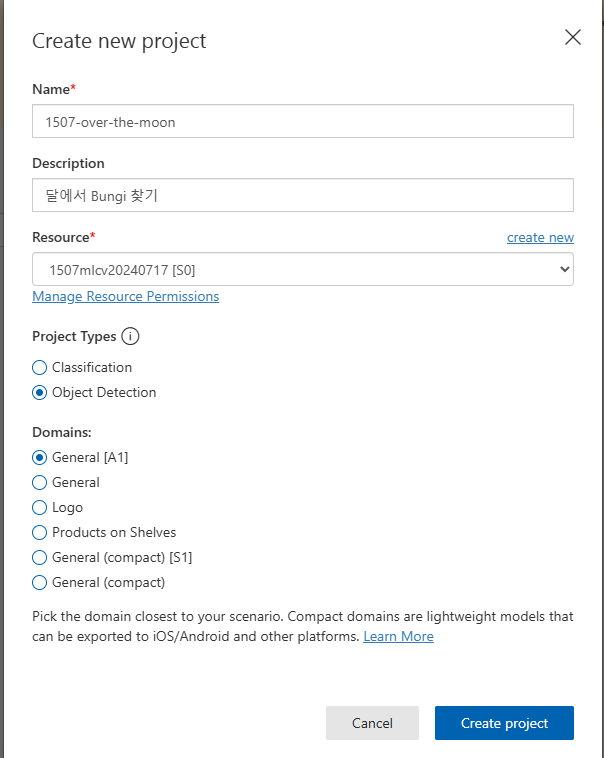 Create new project
Name*
1507-over-the-moon
Description
달에서 Bungi 찾기
Resource* create new
1507mlcv20240717 [S0]
Manage Resource Permissions
Project Types i
Classification
Object Detection
Domains:
General [A1]
General
Logo
Products on Shelves
General (compact) [S1]
General (compact)
Pick the domain closest to your scenario. Compact domains are lightweight models that
can be exported to iOS/Android and other platforms. Learn More
Cancel Create project